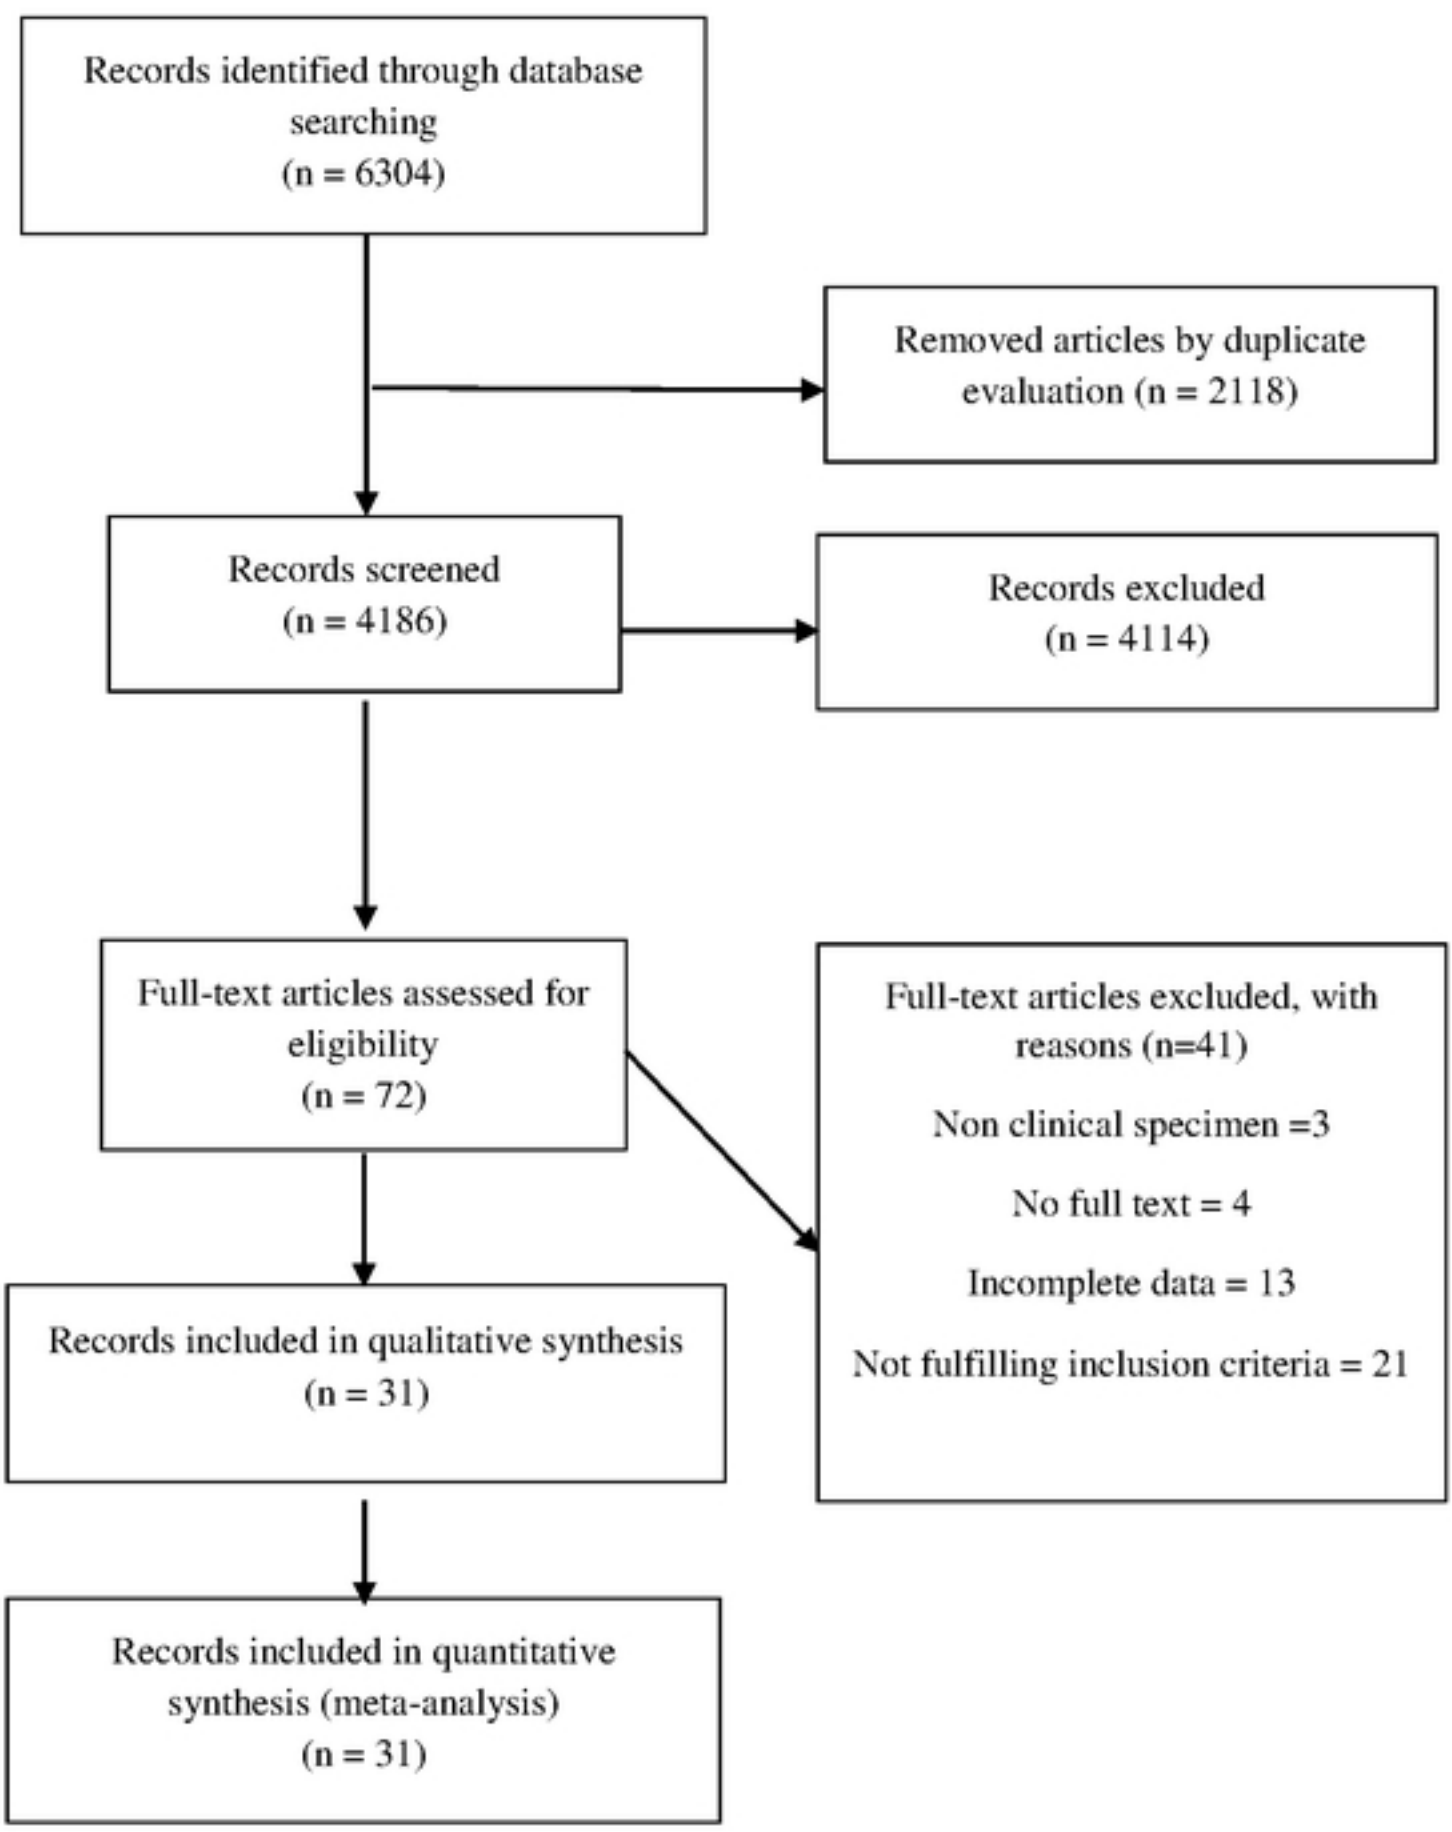 Records identified through database
searching
(n = 6304)
Removed articles by duplicate
evaluation (n = 2118)
Records screened
(n = 4186)
Records excluded
(n = 4114)
Full-text articles assessed for
eligibility
(n = 72)
Full-text articles excluded, with
reasons (n=41)
Non clinical specimen =3
No full text = 4
Incomplete data = 13
Not fulfilling inclusion criteria = 21
Records included in qualitative synthesis
(n = 31)
Records included in quantitative
synthesis (meta-analysis)
(n = 31)